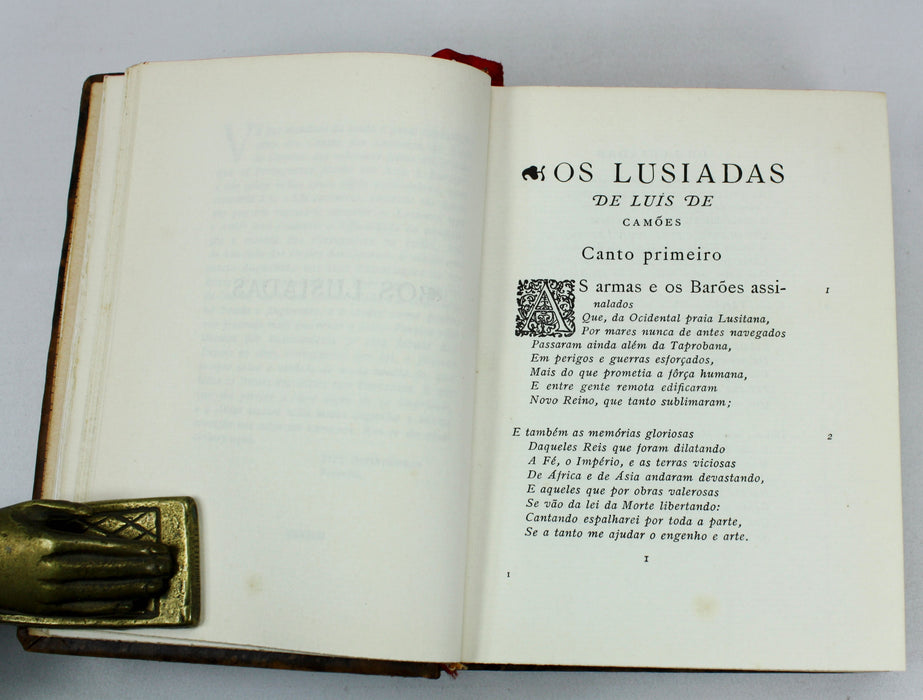 OS LUSIADAS
DE LUÍS DE
CAMÕES
Canto primeiro
AS armas e os Barões assi-
nalados
1
Que, da Ocidental praia Lusitana,
Por mares nunca de antes navegados
Passaram ainda além da Taprobana,
Em perigos e guerras esforçados,
Mais do que prometia a fôrça humana,
E entre gente remota edificaram
Novo Reino, que tanto sublimaram;
E também as memórias gloriosas
2
Daqueles Reis que foram dilatando
A Fé, o Império, e as terras viciosas
De África e de Ásia andaram devastando,
E aqueles que por obras valerosas
Se vão da lei da Morte libertando:
Cantando espalharei por toda a parte,
Se a tanto me ajudar o engenho e arte.
1
1